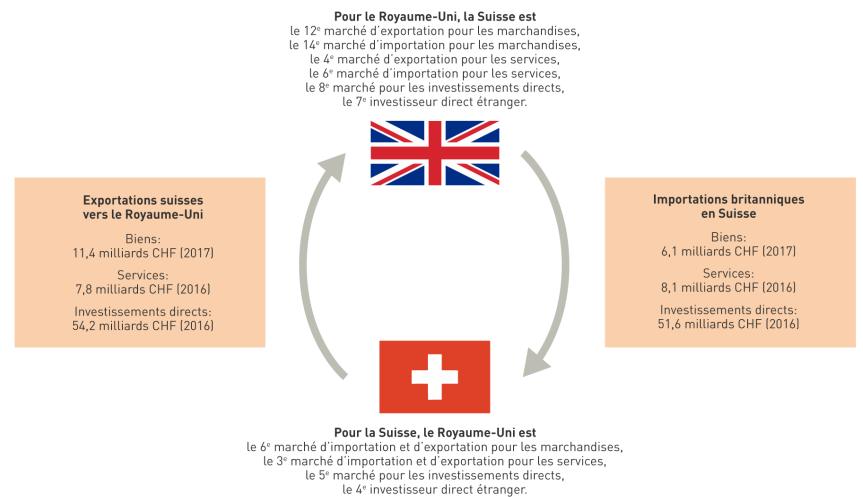 Pour le Royaume-Uni, la Suisse est
le 12e marché d’exportation pour les marchandises,
le 14e marché d’importation pour les marchandises,
le 4e marché d’exportation pour les services,
le 6e marché d’importation pour les services,
le 8e marché pour les investissements directs,
le 7e investisseur direct étranger.
Exportations suisses
vers le Royaume-Uni
Biens:
11,4 milliards CHF (2017)
Services:
7,8 milliards CHF (2016)
Investissements directs:
54,2 milliards CHF (2016)
Importations britanniques
en Suisse
Biens:
6,1 milliards CHF (2017)
Services:
8,1 milliards CHF (2016)
Investissements directs:
51,6 milliards CHF (2016)
Pour la Suisse, le Royaume-Uni est
le 6e marché d’importation et d’exportation pour les marchandises,
le 3e marché d’importation et d’exportation pour les services,
le 5e marché pour les investissements directs,
le 4e investisseur direct étranger.